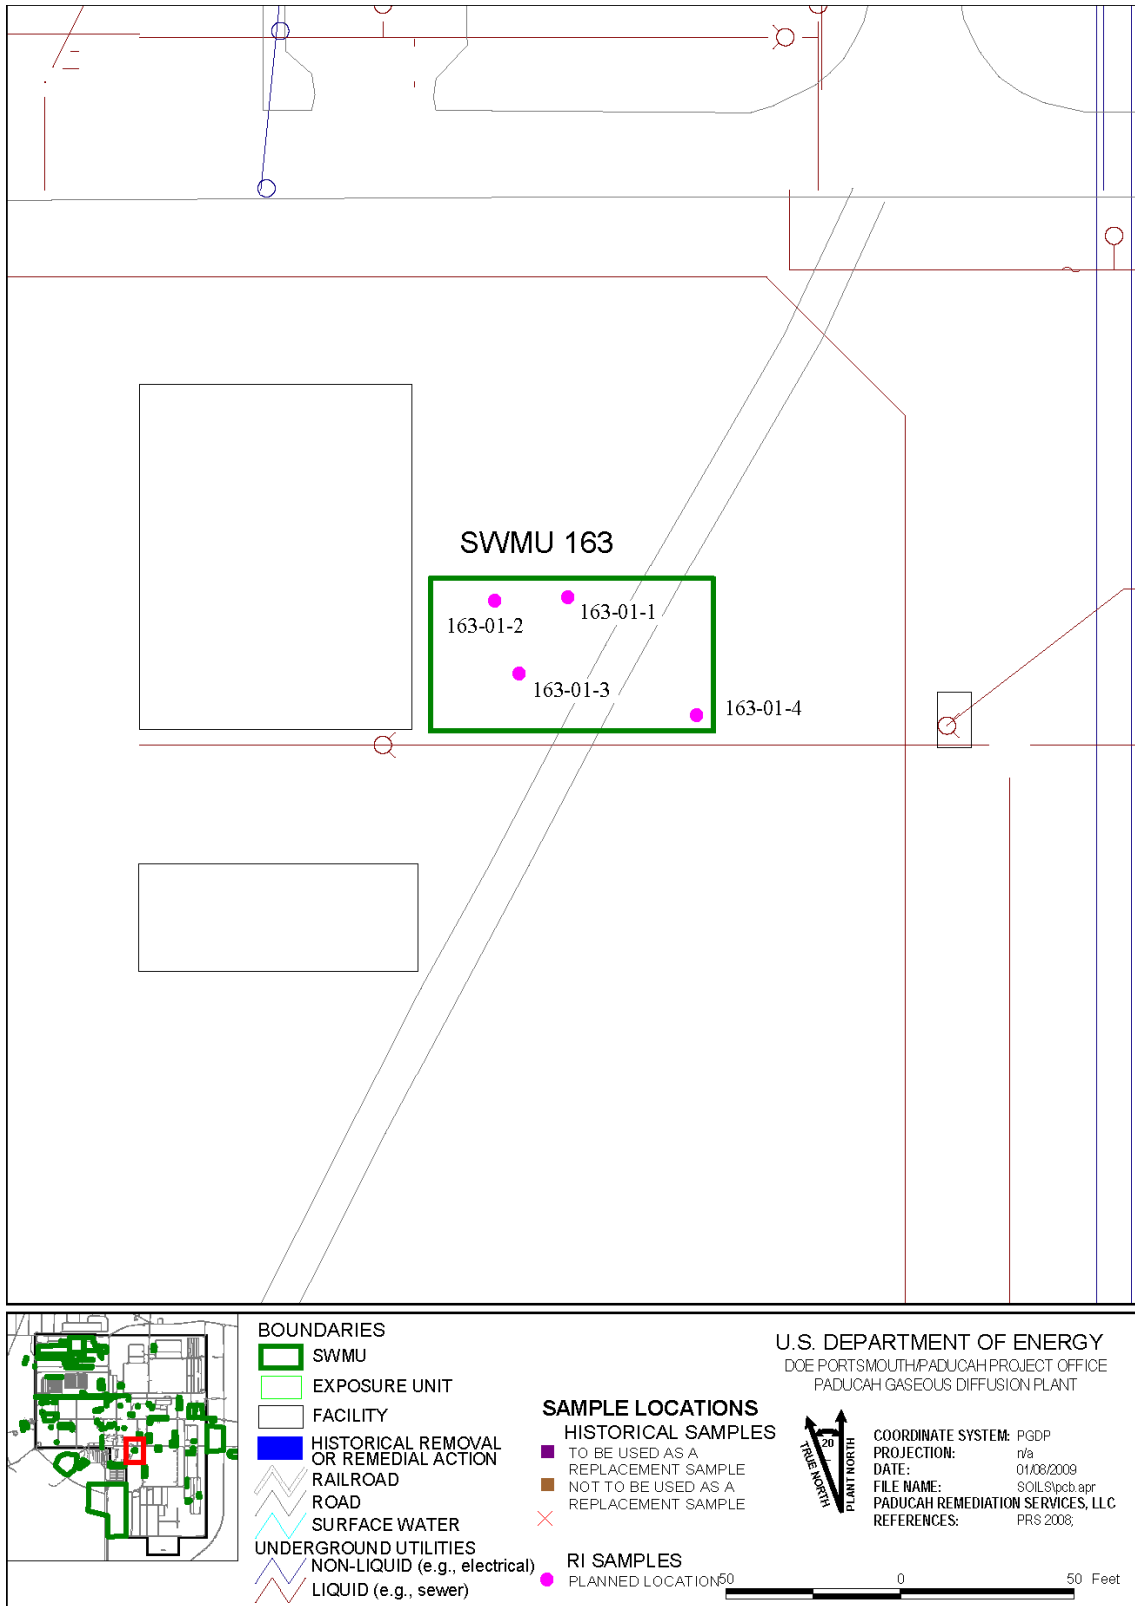 SWMU 163
163-01-2
163-01-1
163-01-3
163-01-4
BOUNDARIES
SWMU
EXPOSURE UNIT
FACILITY
HISTORICAL REMOVAL
OR REMEDIAL ACTION
RAILROAD
ROAD
SURFACE WATER
UNDERGROUND UTILITIES
NON-LIQUID (e.g., electrical)
LIQUID (e.g., sewer)
SAMPLE LOCATIONS
HISTORICAL SAMPLES
TO BE USED AS A
REPLACEMENT SAMPLE
NOT TO BE USED AS A
REPLACEMENT SAMPLE
RI SAMPLES
PLANNED LOCATION
U.S. DEPARTMENT OF ENERGY
DOE PORTSMOUTH/PADUCAH PROJECT OFFICE
PADUCAH GASEOUS DIFFUSION PLANT
TRUE NORTH
20
PLANT NORTH
COORDINATE SYSTEM: PGDP
PROJECTION: n/a
DATE: 01/08/2009
FILE NAME: SOILS\pcb.apr
PADUCAH REMEDIATION SERVICES, LLC
REFERENCES: PRS 2008;
50 0 50 Feet